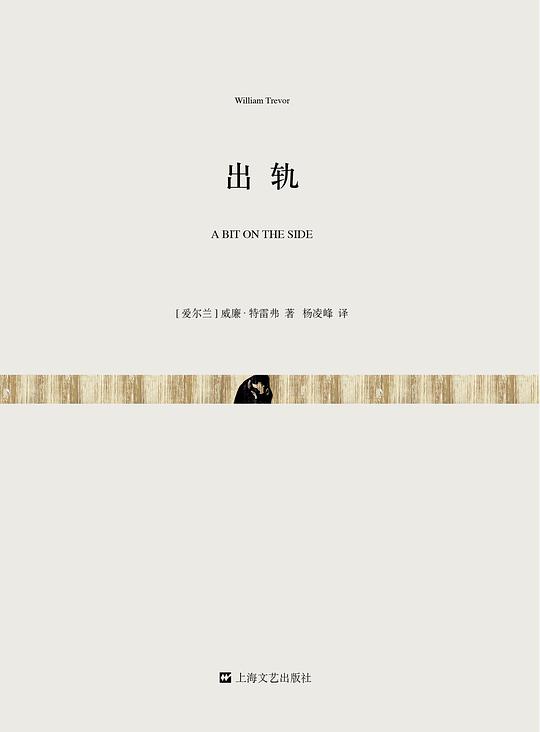 William Trevor
出轨
A BIT ON THE SIDE
[ 爱尔兰 ] 威廉 · 特雷弗 著 杨凌峰 译
上海文艺出版社